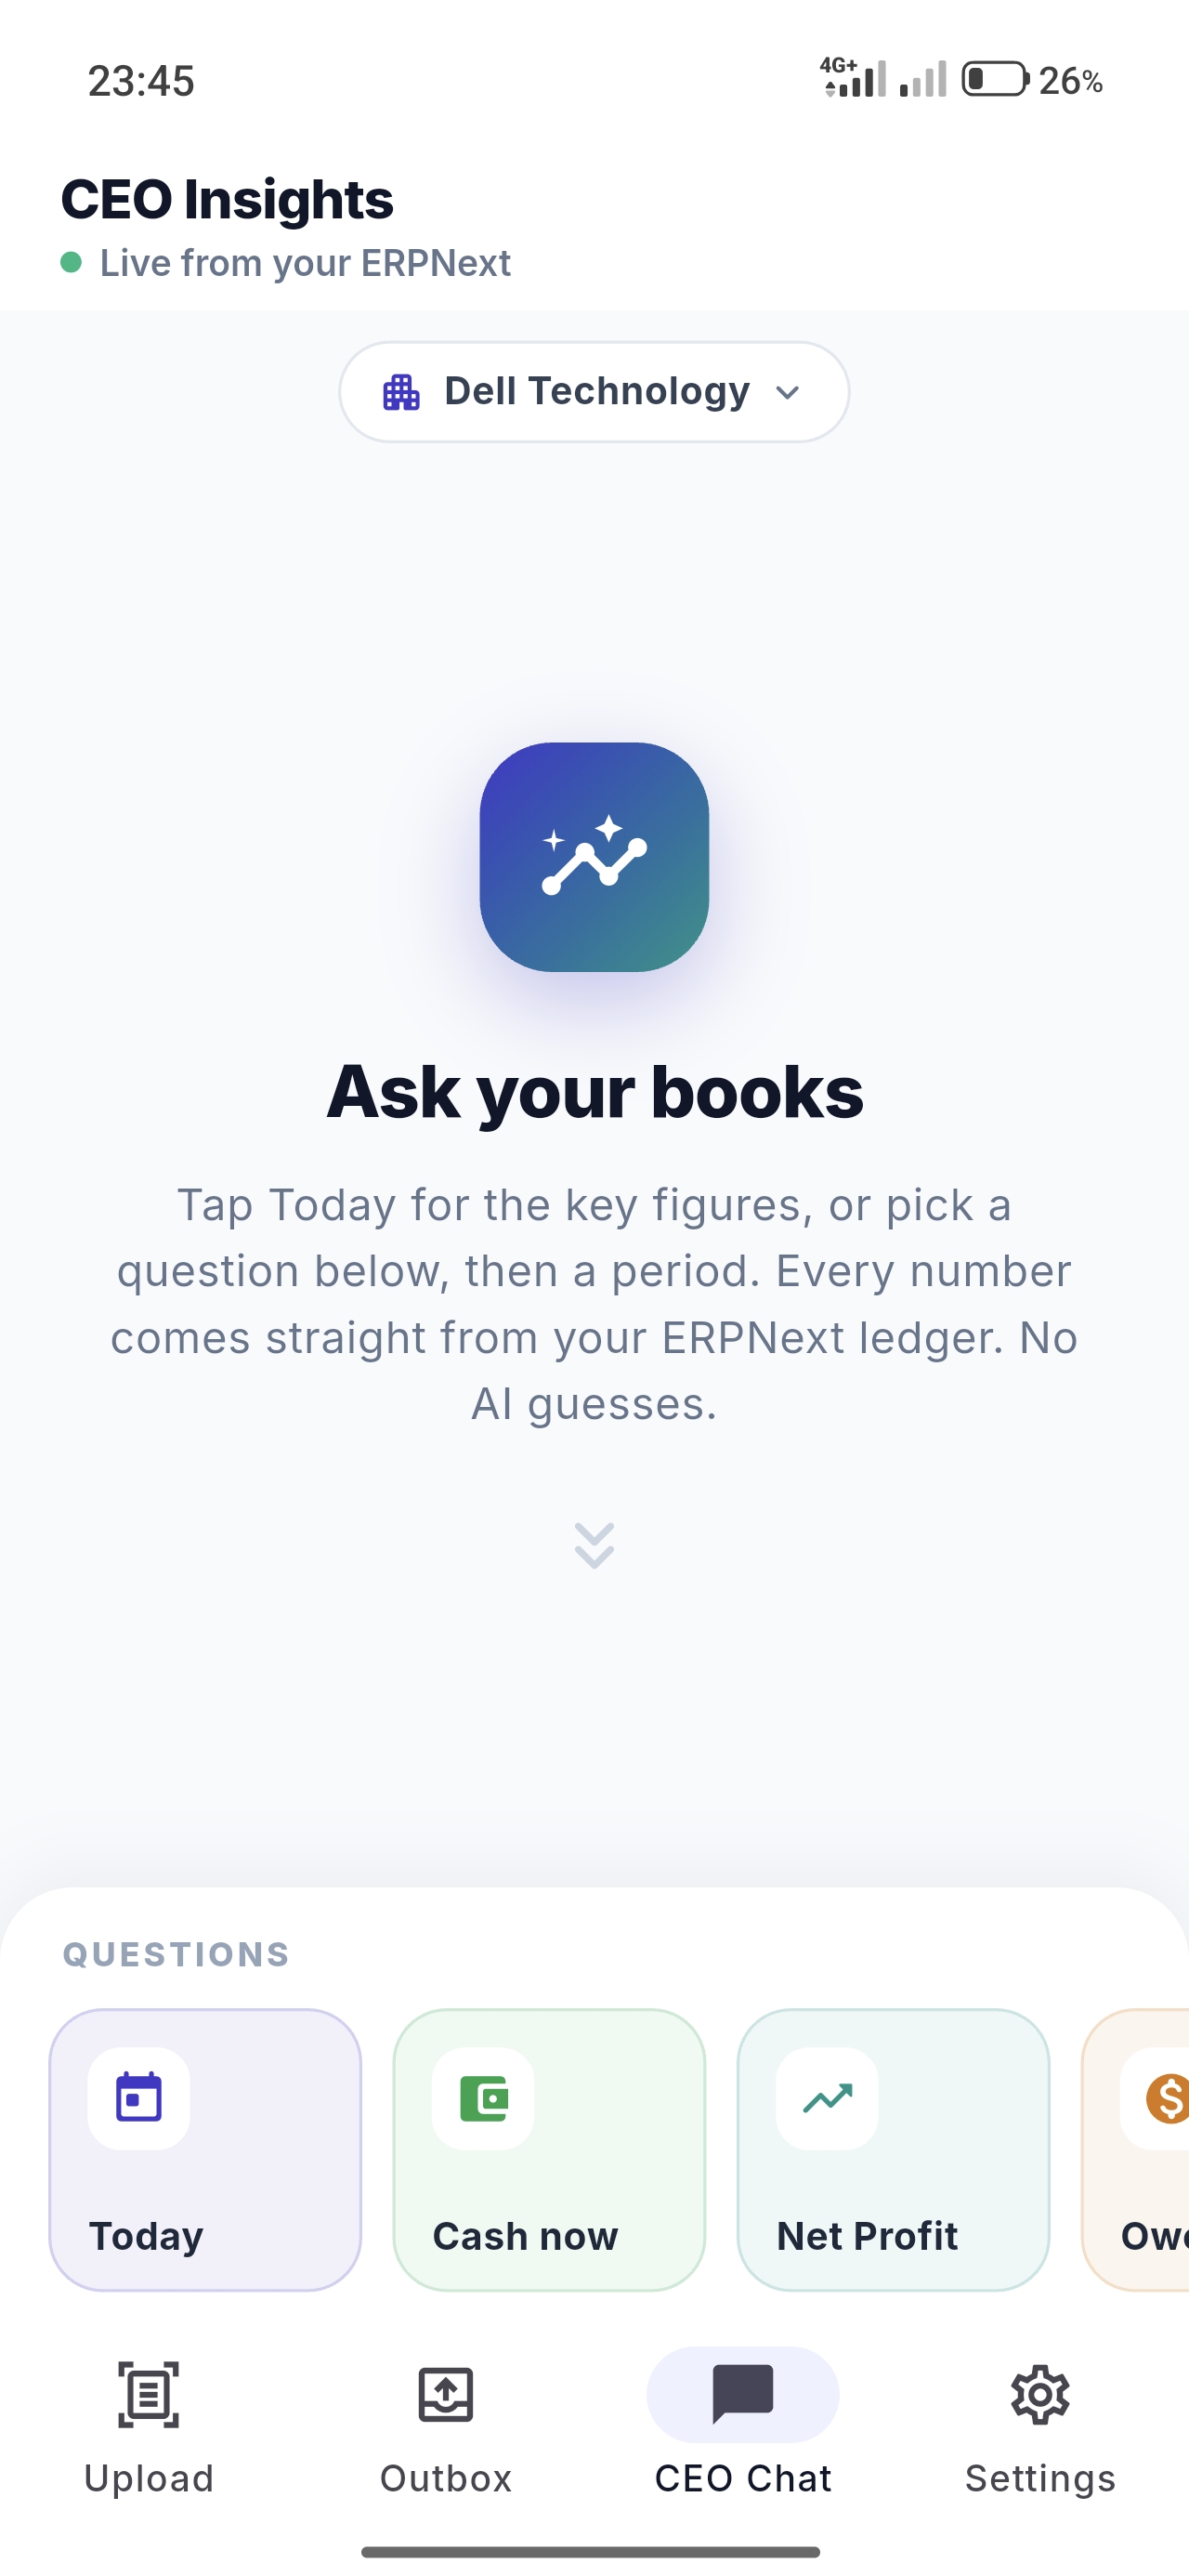 23:45
4G+
26%
CEO Insights
Live from your ERPNext
Dell Technology
Ask your books
Tap Today for the key figures, or pick a
question below, then a period. Every number
comes straight from your ERPNext ledger. No
AI guesses.
QUESTIONS
Today
Cash now
Net Profit
Upload
Outbox
CEO Chat
Settings